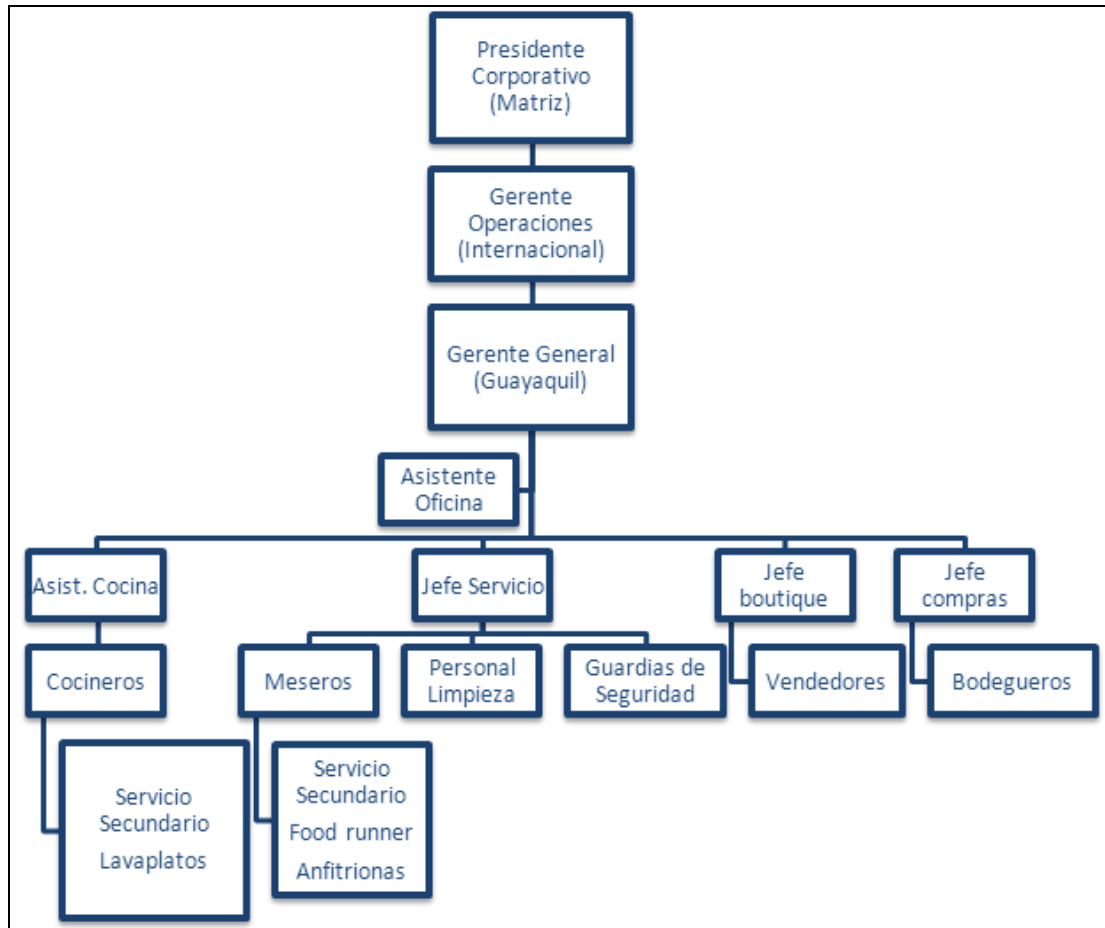 Presidente
Corporativo
(Matriz)
Gerente
Operaciones
(Internacional)
Gerente General
(Guayaquil)
Asistente
Oficina
Asist. Cocina
Jefe Servicio
Jefe
boutique
Jefe
compras
Cocineros
Meseros
Personal
Limpieza
Guardias de
Seguridad
Vendedores
Bodegueros
Servicio
Secundario
Lavaplatos
Servicio
Secundario
Food runner
Anfitrionas